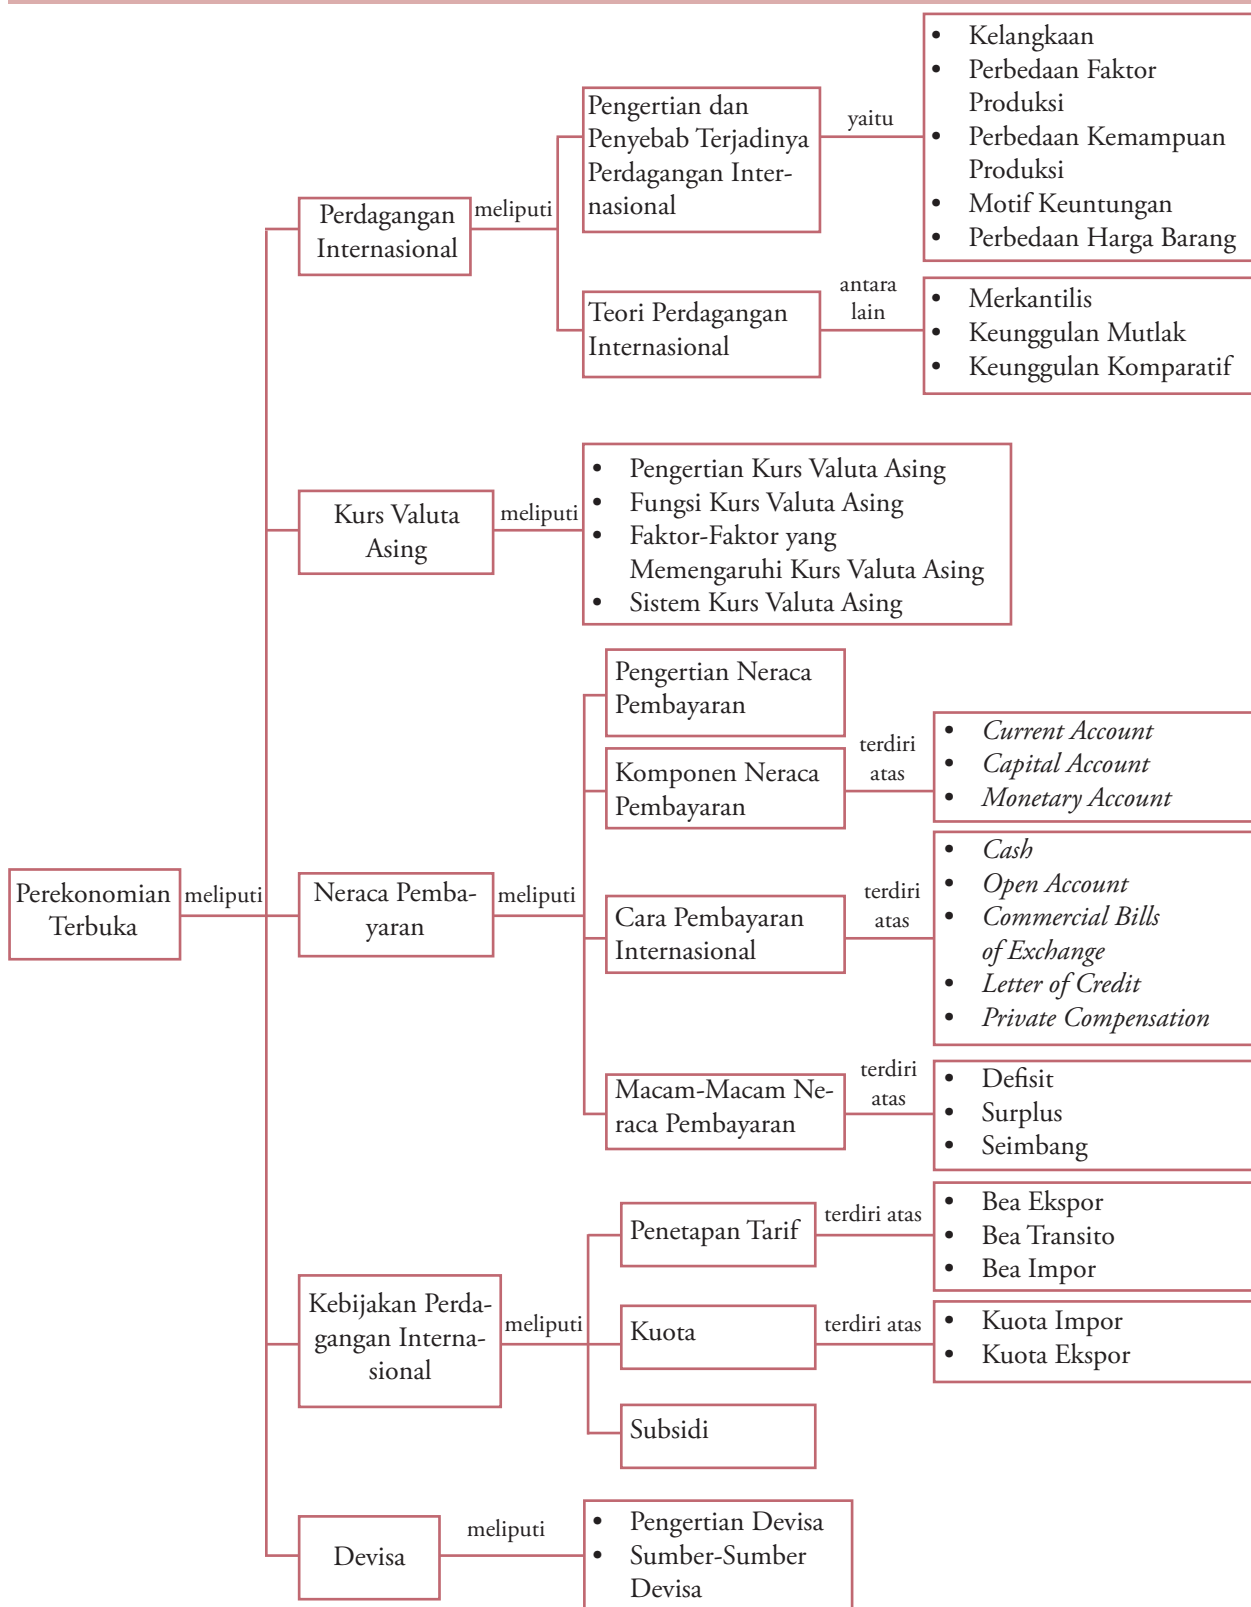 Perekonomian
Terbuka
meliputi
Perdagangan
Internasional
meliputi
Pengertian dan
Penyebab Terjadinya
Perdagangan Inter-
nasional
yaitu
• Kelangkaan
• Perbedaan Faktor
Produksi
• Perbedaan Kemampuan
Produksi
• Motif Keuntungan
• Perbedaan Harga Barang
Teori Perdagangan
Internasional
antara
lain
• Merkantilis
• Keunggulan Mutlak
• Keunggulan Komparatif
Kurs Valuta
Asing
meliputi
• Pengertian Kurs Valuta Asing
• Fungsi Kurs Valuta Asing
• Faktor-Faktor yang
Memengaruhi Kurs Valuta Asing
• Sistem Kurs Valuta Asing
Neraca Pemba-
yaran
meliputi
Pengertian Neraca
Pembayaran
Komponen Neraca
Pembayaran
terdiri
atas
• Current Account
• Capital Account
• Monetary Account
Cara Pembayaran
Internasional
terdiri
atas
• Cash
• Open Account
• Commercial Bills
of Exchange
• Letter of Credit
• Private Compensation
Macam-Macam Ne-
raca Pembayaran
terdiri
atas
• Defisit
• Surplus
• Seimbang
Kebijakan Perda-
gangan Interna-
sional
meliputi
Penetapan Tarif
terdiri atas
• Bea Ekspor
• Bea Transito
• Bea Impor
Kuota
terdiri atas
• Kuota Impor
• Kuota Ekspor
Subsidi
Devisa
meliputi
• Pengertian Devisa
• Sumber-Sumber
Devisa